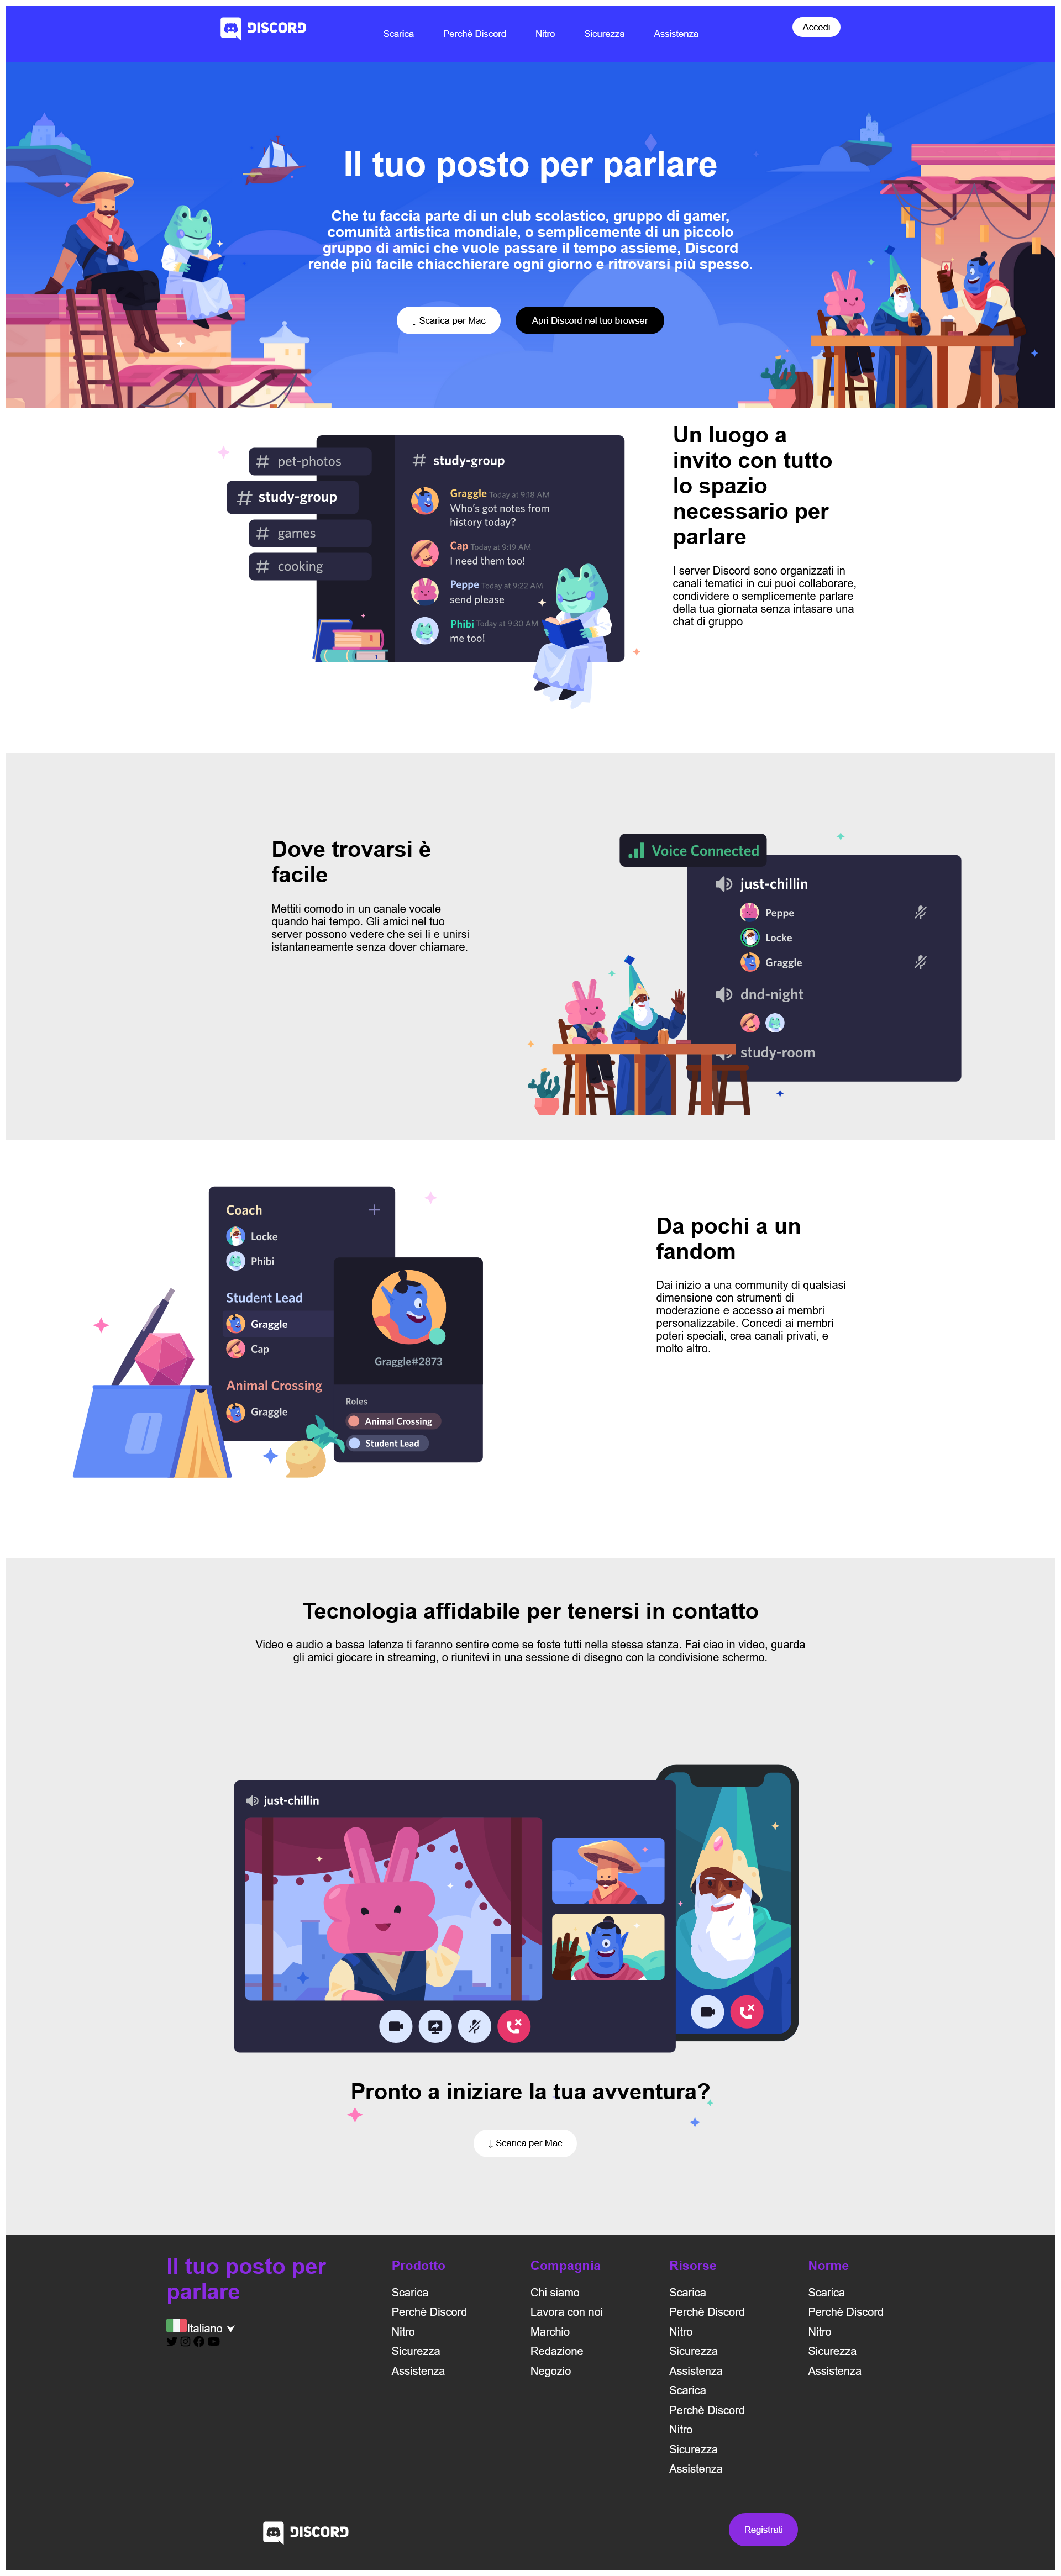 DISCORD
Scarica
Perchè Discord
Nitro
Sicurezza
Assistenza
Accedi
Il tuo posto per parlare
Che tu faccia parte di un club scolastico, gruppo di gamer,
comunità artistica mondiale, o semplicemente di un piccolo
gruppo di amici che vuole passare il tempo assieme, Discord
rende più facile chiacchierare ogni giorno e ritrovarsi più spesso.
↓ Scarica per Mac
Apri Discord nel tuo browser
# pet-photos
# study-group
# games
# cooking
# study-group
Graggle Today at 9:18 AM
Who's got notes from
history today?
Cap Today at 9:19 AM
I need them too!
Peppe Today at 9:22 AM
send please
Phibi Today at 9:30 AM
me too!
Un luogo a
invito con tutto
lo spazio
necessario per
parlare
I server Discord sono organizzati in
canali tematici in cui puoi collaborare,
condividere o semplicemente parlare
della tua giornata senza intasare una
chat di gruppo
Dove trovarsi è
facile
Mettiti comodo in un canale vocale
quando hai tempo. Gli amici nel tuo
server possono vedere che sei lì e unirsi
istantaneamente senza dover chiamare.
Voice Connected
just-chillin
Peppe
Locke
Graggle
dnd-night
study-room
Coach
Locke
Phibi
Student Lead
Graggle
Cap
Animal Crossing
Graggle
Graggle#2873
Roles
Animal Crossing
Student Lead
Da pochi a un
fandom
Dai inizio a una community di qualsiasi
dimensione con strumenti di
moderazione e accesso ai membri
personalizzabile. Concedi ai membri
poteri speciali, crea canali privati, e
molto altro.
Tecnologia affidabile per tenersi in contatto
Video e audio a bassa latenza ti faranno sentire come se foste tutti nella stessa stanza. Fai ciao in video, guarda
gli amici giocare in streaming, o riunitevi in una sessione di disegno con la condivisione schermo.
just-chillin
Pronto a iniziare la tua avventura?
↓ Scarica per Mac
Il tuo posto per
parlare
Italiano
Prodotto
Scarica
Perchè Discord
Nitro
Sicurezza
Assistenza
Compagnia
Chi siamo
Lavora con noi
Marchio
Redazione
Negozio
Risorse
Scarica
Perchè Discord
Nitro
Sicurezza
Assistenza
Scarica
Perchè Discord
Nitro
Sicurezza
Assistenza
Norme
Scarica
Perchè Discord
Nitro
Sicurezza
Assistenza
DISCORD
Registrati